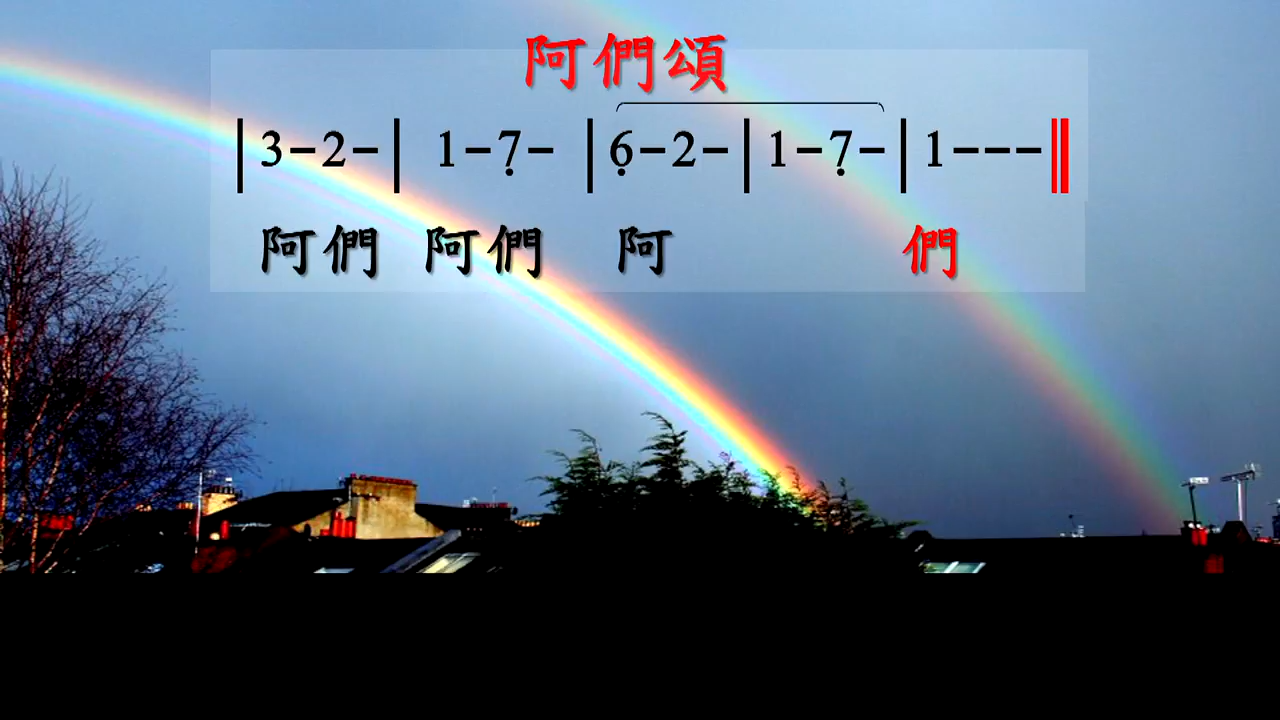 阿們頌
|3-2-| 1-7̣- |6̣-2-|1-7̣-|1---‖
阿們 阿們 阿 們